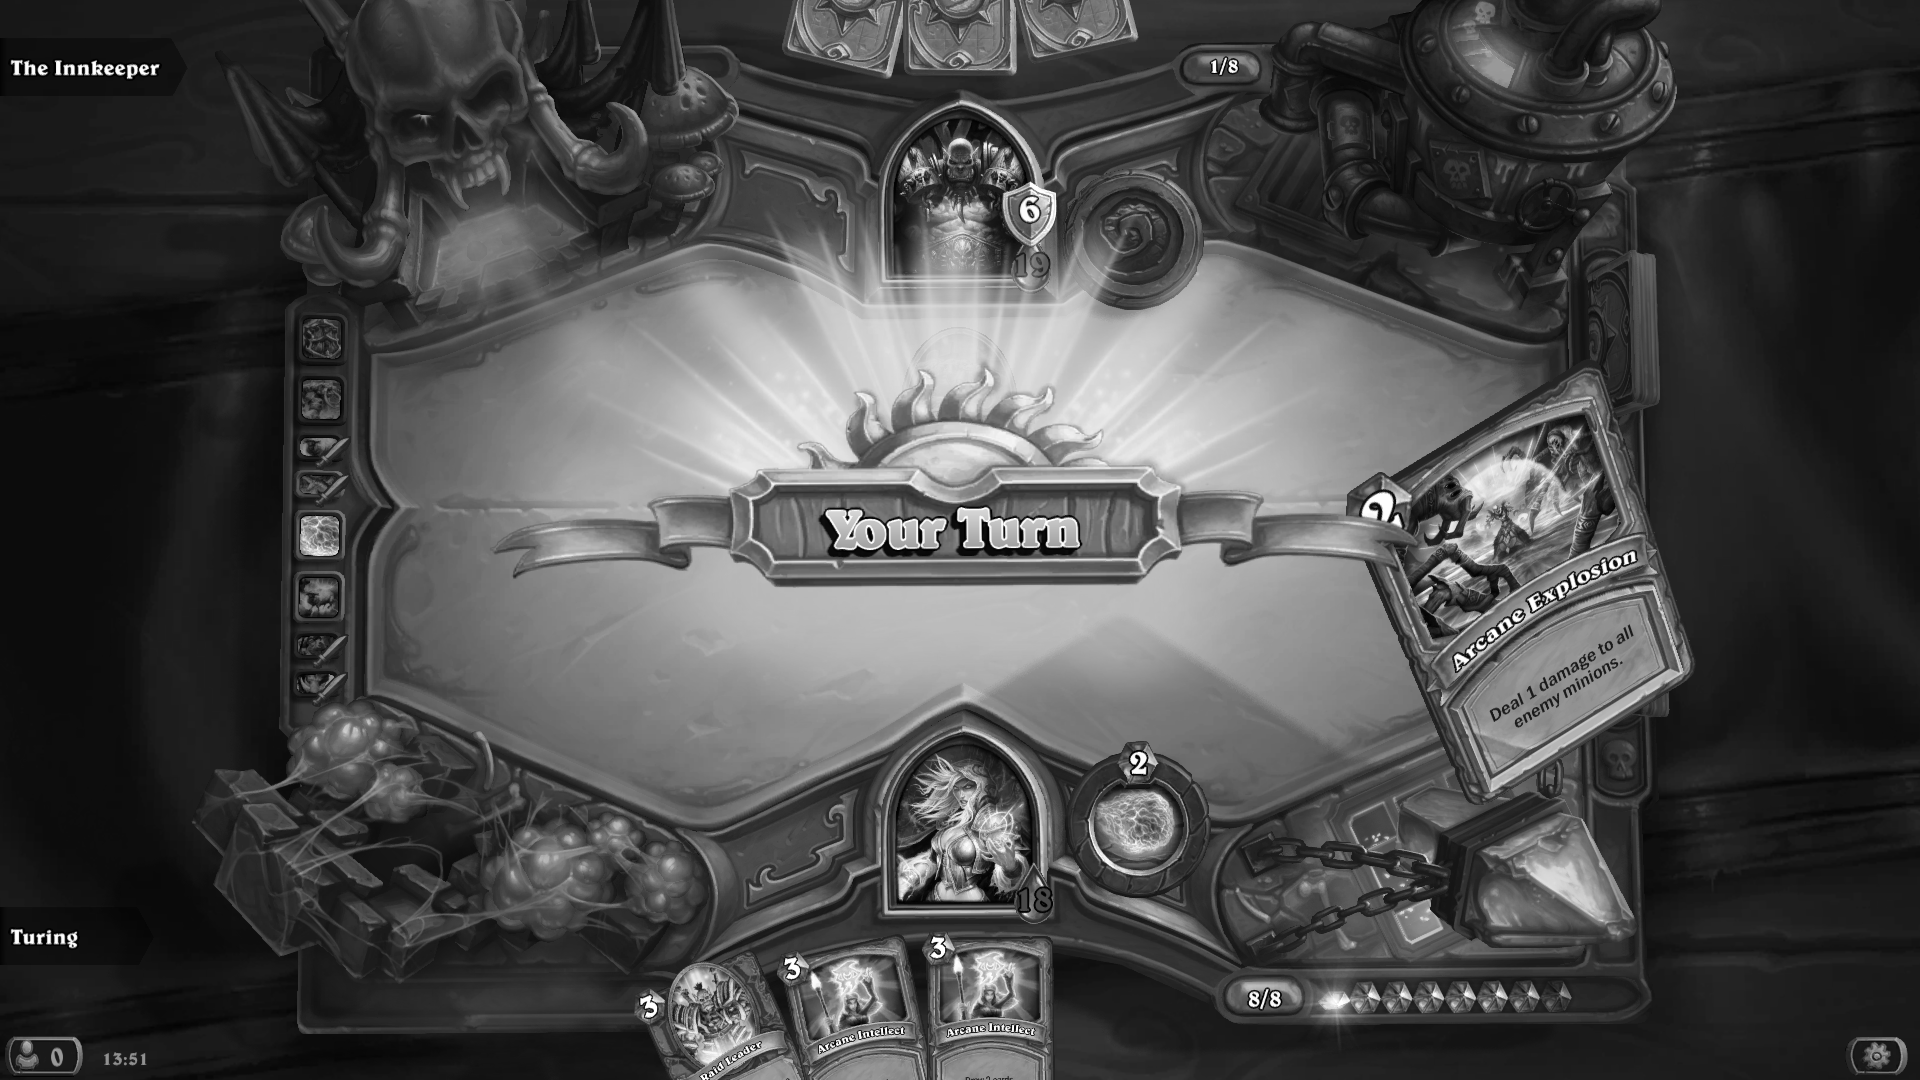 The Innkeeper
1/8
6
19
Your Turn
2
Arcane Explosion
Deal 1 damage to all
enemy minions.
2
18
Turing
3
Raid Leader
3
Arcane Intellect
3
Arcane Intellect
8/8
0
13:51